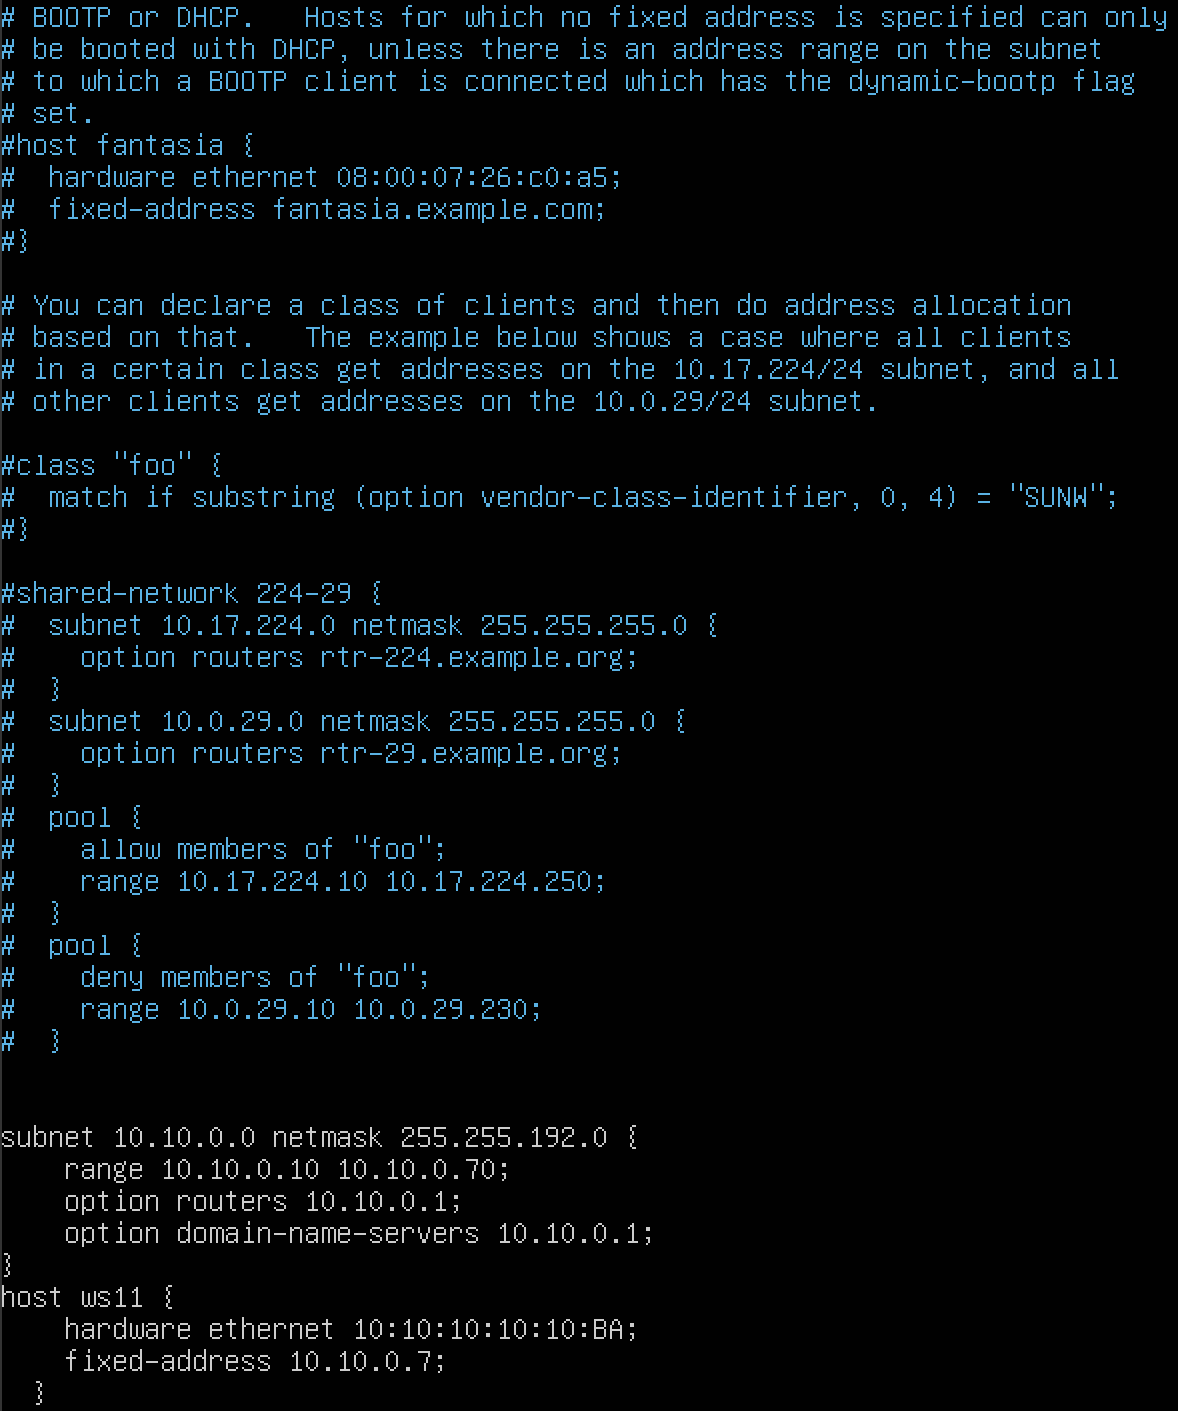 # BOOTP or DHCP.   Hosts for which no fixed address is specified can only
# be booted with DHCP, unless there is an address range on the subnet
# to which a BOOTP client is connected which has the dynamic-bootp flag
# set.
#host fantasia {
#  hardware ethernet 08:00:07:26:c0:a5;
#  fixed-address fantasia.example.com;
#}

# You can declare a class of clients and then do address allocation
# based on that.   The example below shows a case where all clients
# in a certain class get addresses on the 10.17.224/24 subnet, and all
# other clients get addresses on the 10.0.29/24 subnet.

#class "foo" {
#  match if substring (option vendor-class-identifier, 0, 4) = "SUNW";
#}

#shared-network 224-29 {
#  subnet 10.17.224.0 netmask 255.255.255.0 {
#    option routers rtr-224.example.org;
#  }
#  subnet 10.0.29.0 netmask 255.255.255.0 {
#    option routers rtr-29.example.org;
#  }
#  pool {
#    allow members of "foo";
#    range 10.17.224.10 10.17.224.250;
#  }
#  pool {
#    deny members of "foo";
#    range 10.0.29.10 10.0.29.230;
#  }

subnet 10.10.0.0 netmask 255.255.192.0 {
    range 10.10.0.10 10.10.0.70;
    option routers 10.10.0.1;
    option domain-name-servers 10.10.0.1;
}
host ws11 {
    hardware ethernet 10:10:10:10:10:BA;
    fixed-address 10.10.0.7;
  }